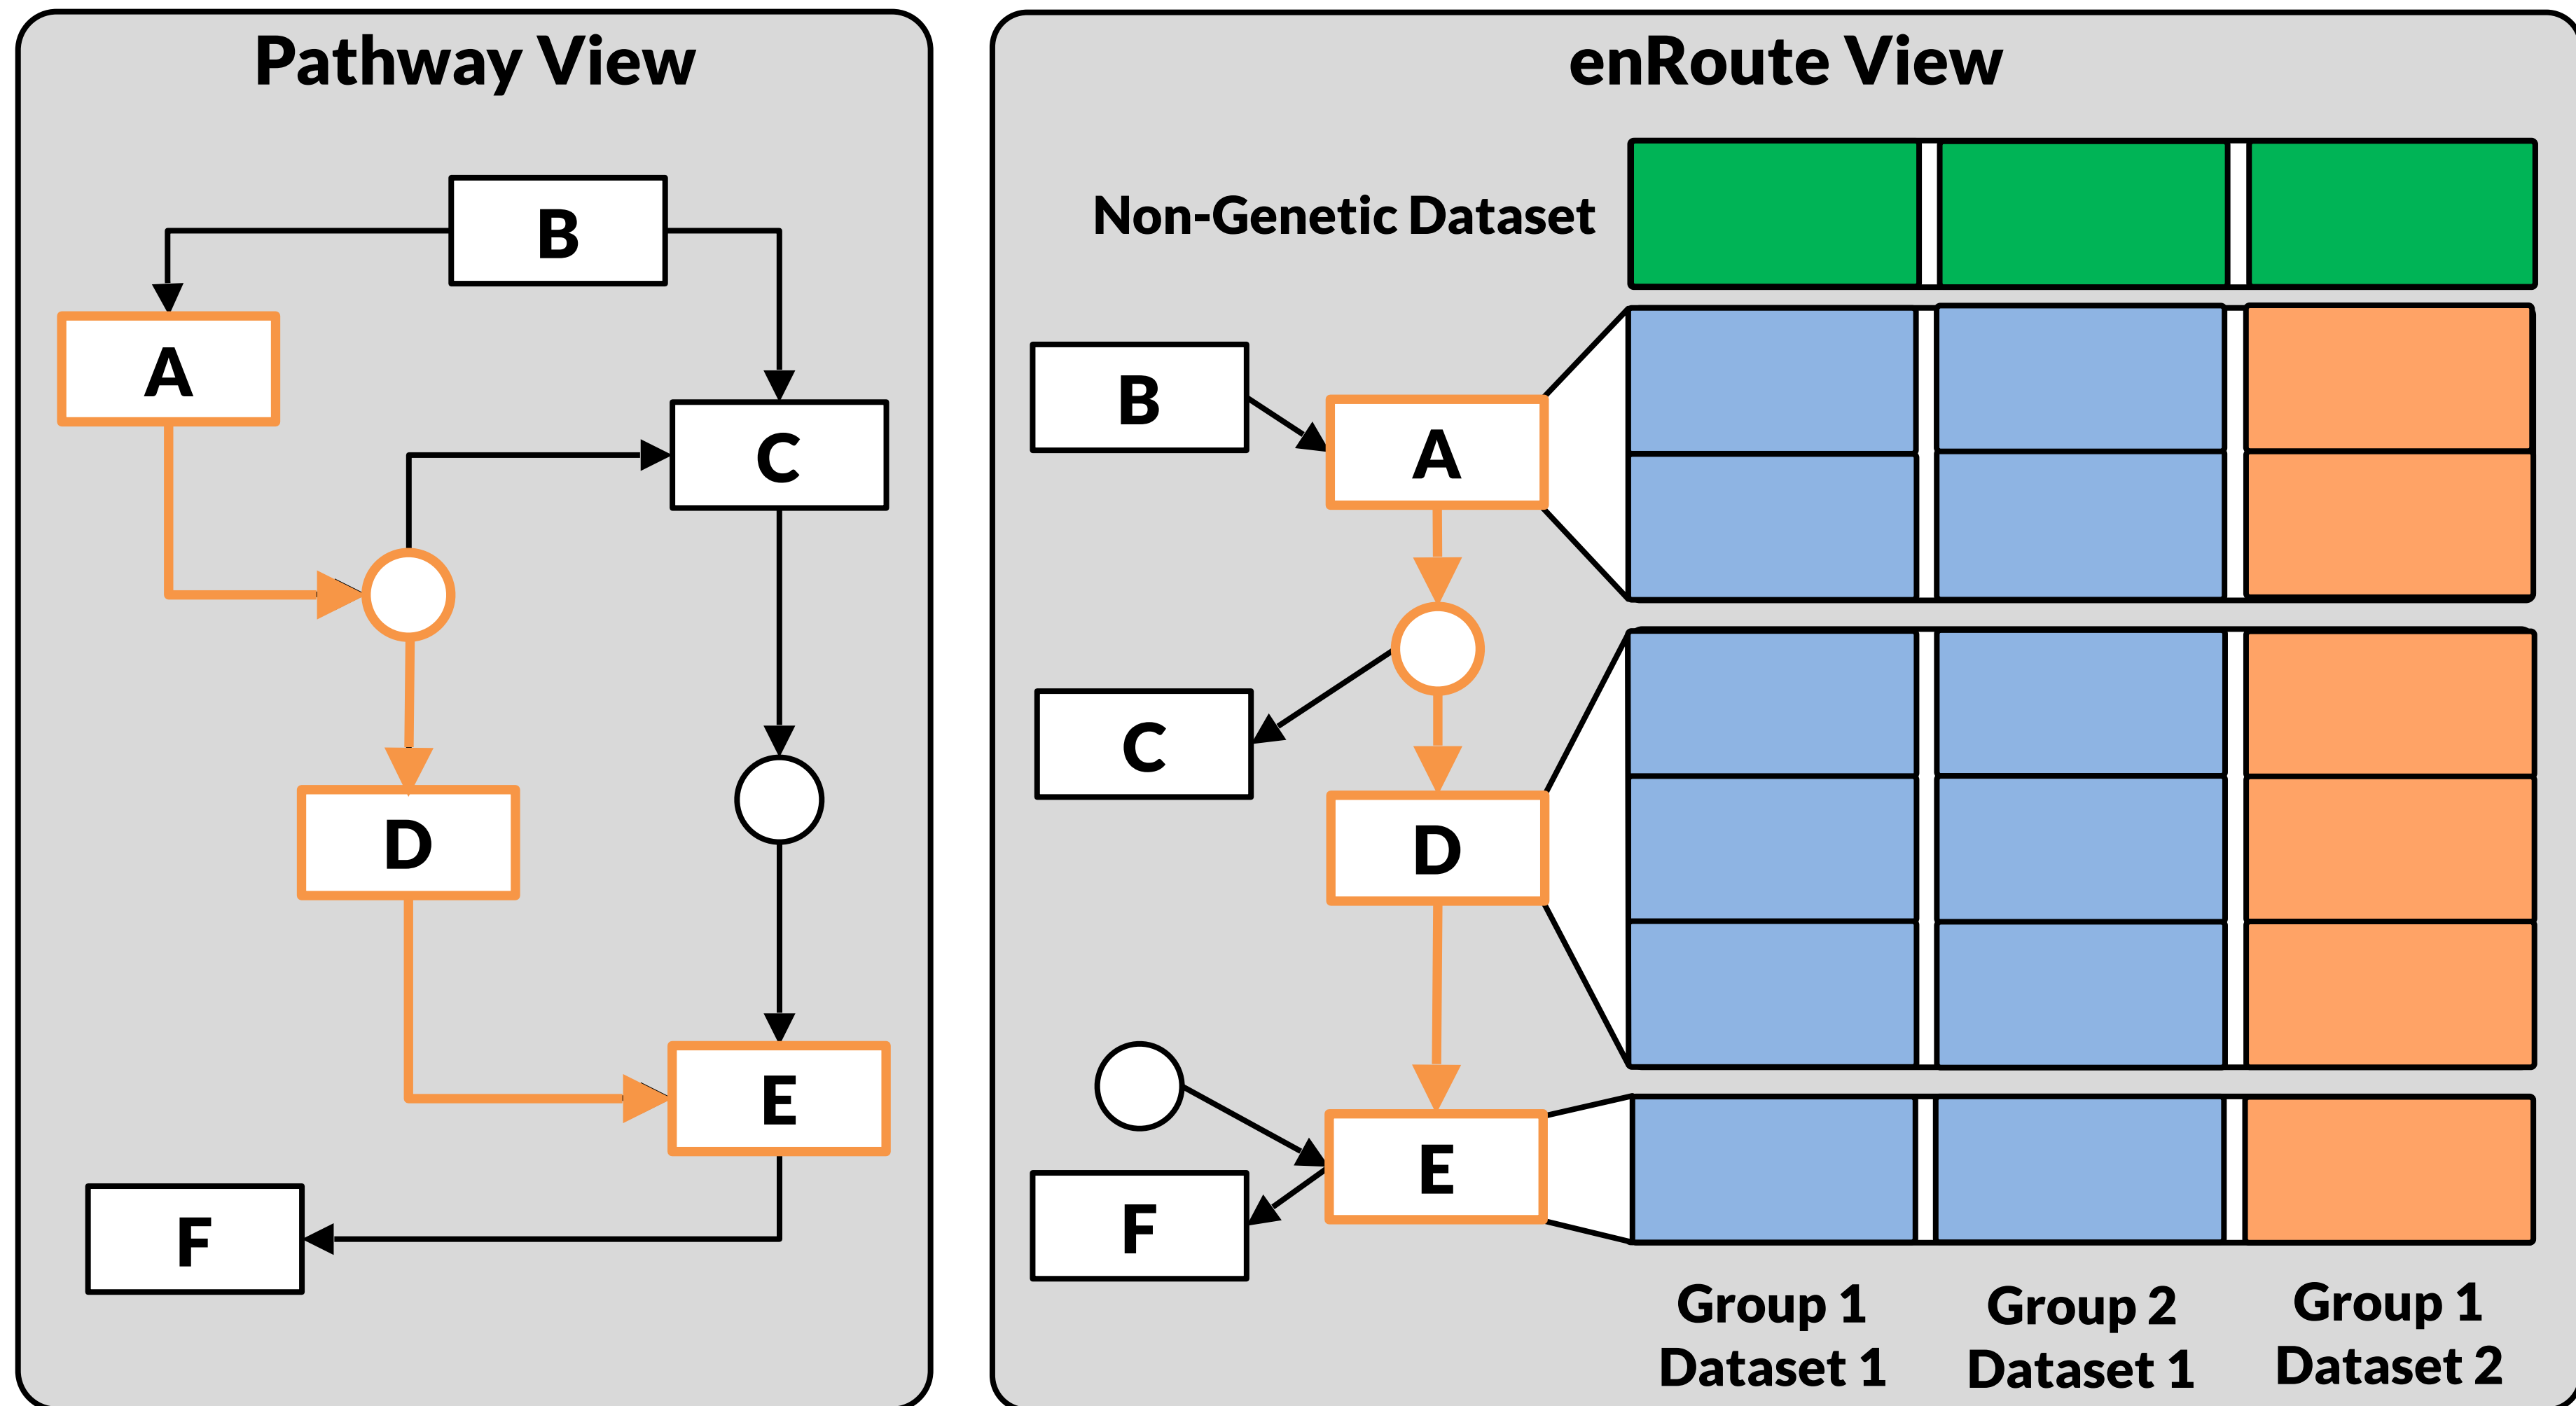 Pathway View
B
A
C
D
E
F
enRoute View
Non-Genetic Dataset
B
A
C
D
E
F
Group 1
Dataset 1
Group 2
Dataset 1
Group 1
Dataset 2